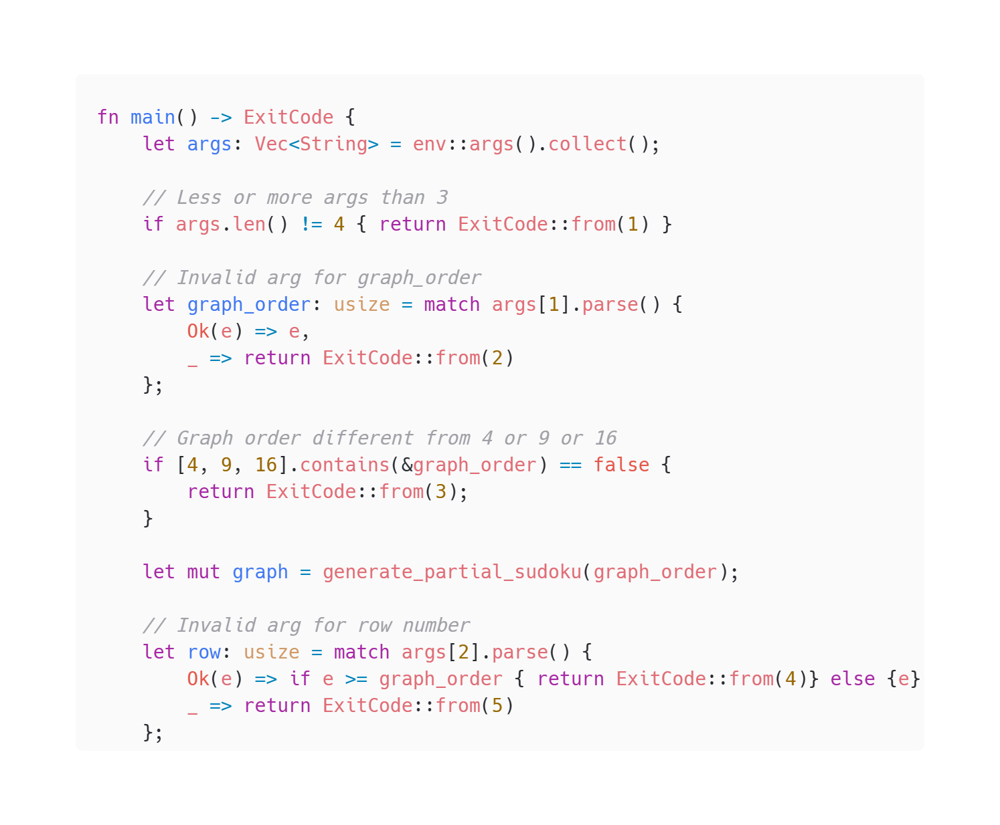 fn main() -> ExitCode {
    let args: Vec<String> = env::args().collect();

    // Less or more args than 3
    if args.len() != 4 { return ExitCode::from(1) }

    // Invalid arg for graph_order
    let graph_order: usize = match args[1].parse() {
        Ok(e) => e,
        _ => return ExitCode::from(2)
    };

    // Graph order different from 4 or 9 or 16
    if [4, 9, 16].contains(&graph_order) == false {
        return ExitCode::from(3);
    }

    let mut graph = generate_partial_sudoku(graph_order);

    // Invalid arg for row number
    let row: usize = match args[2].parse() {
        Ok(e) => if e >= graph_order { return ExitCode::from(4)} else {e}
        _ => return ExitCode::from(5)
    };